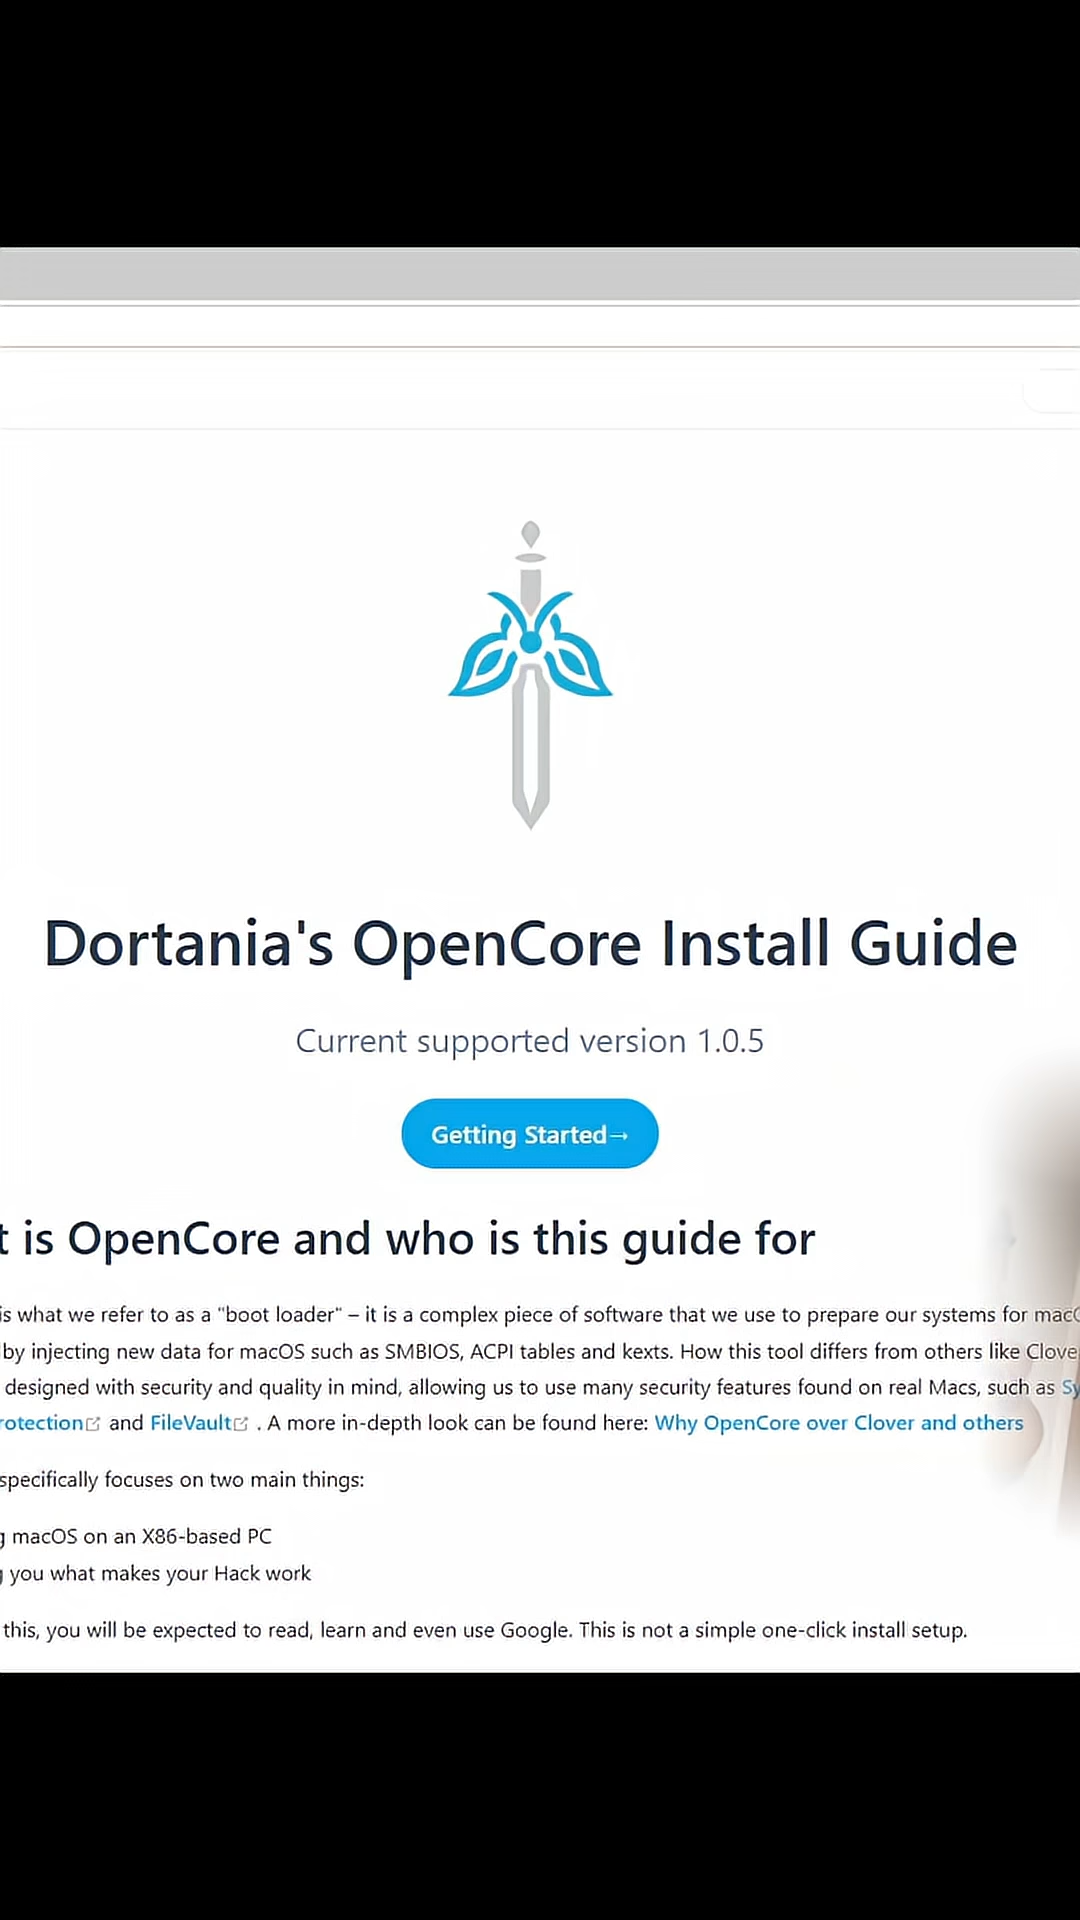 Dortania's OpenCore Install Guide
Current supported version 1.0.5
Getting Started→
t is OpenCore and who is this guide for
is what we refer to as a "boot loader" – it is a complex piece of software that we use to prepare our systems for macO
by injecting new data for macOS such as SMBIOS, ACPI tables and kexts. How this tool differs from others like Clove
designed with security and quality in mind, allowing us to use many security features found on real Macs, such as Sy
rotection and FileVault . A more in-depth look can be found here: Why OpenCore over Clover and others
specifically focuses on two main things:
g macOS on an X86-based PC
g you what makes your Hack work
this, you will be expected to read, learn and even use Google. This is not a simple one-click install setup.